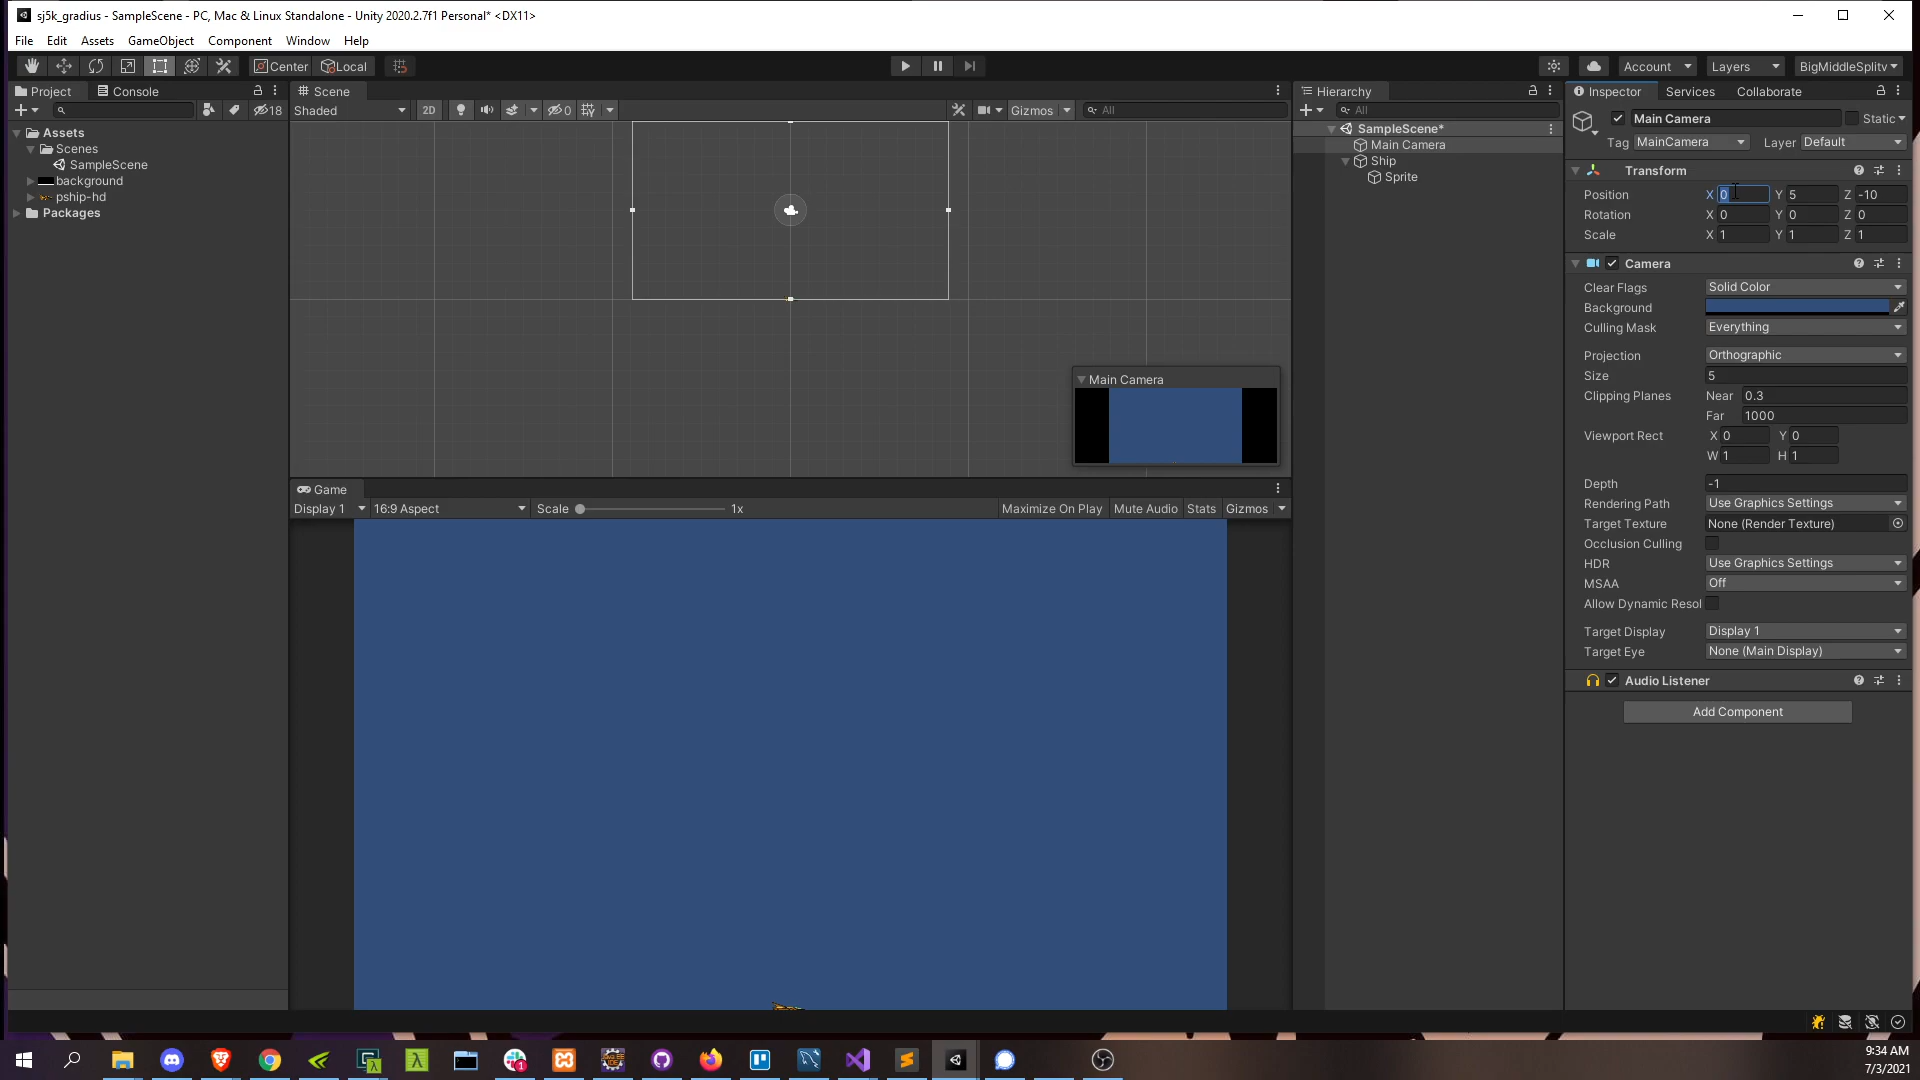 sj5k_gradius - SampleScene - PC, Mac & Linux Standalone - Unity 2020.2.7f1 Personal* <DX11>
File Edit Assets GameObject Component Window Help
Center Local Account Layers BigMiddleSplitv
Project Console
18
Assets
Scenes
SampleScene
background
pship-hd
Packages
Scene
Shaded 2D 0 Gizmos All
Main Camera
Game
Display 1 16:9 Aspect Scale 1x Maximize On Play Mute Audio Stats Gizmos
Hierarchy
All
SampleScene*
Main Camera
Ship
Sprite
Inspector Services Collaborate
Main Camera Static
Tag MainCamera Layer Default
Transform
Position X 0 Y 5 Z -10
Rotation X 0 Y 0 Z 0
Scale X 1 Y 1 Z 1
Camera
Clear Flags Solid Color
Background
Culling Mask Everything
Projection Orthographic
Size 5
Clipping Planes Near 0.3
Far 1000
Viewport Rect X 0 Y 0
W 1 H 1
Depth -1
Rendering Path Use Graphics Settings
Target Texture None (Render Texture)
Occlusion Culling
HDR Use Graphics Settings
MSAA Off
Allow Dynamic Resol
Target Display Display 1
Target Eye None (Main Display)
Audio Listener
Add Component
9:34 AM
7/3/2021